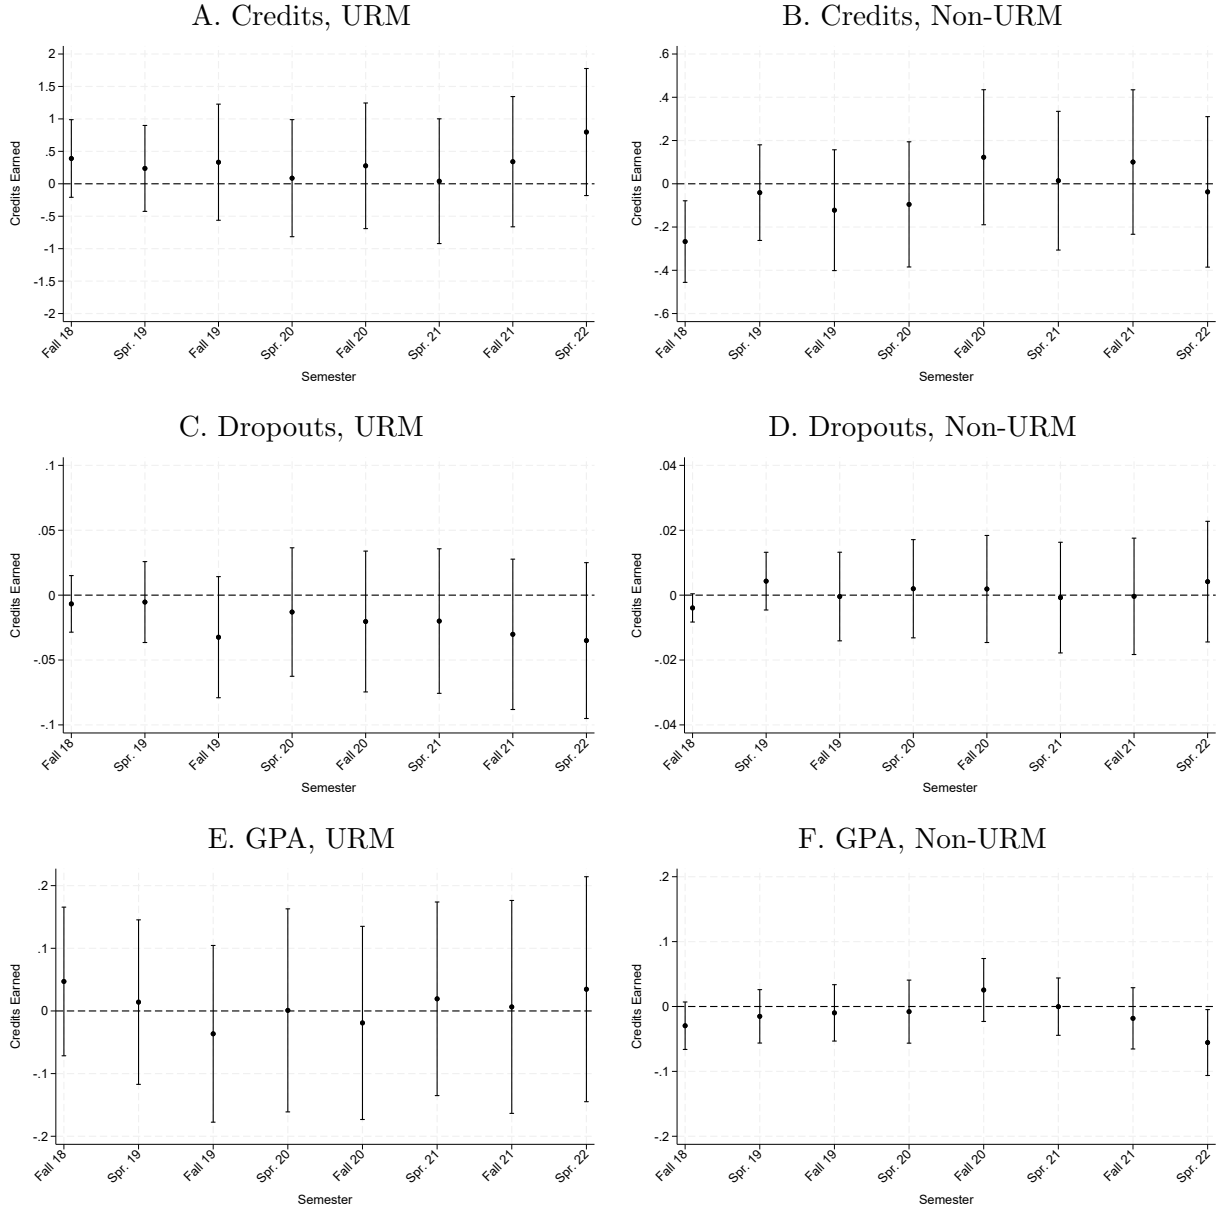 A. Credits, URM
Credits Earned
2
1.5
1
.5
0
-.5
-1
-1.5
-2
Fall 18
Spr. 19
Fall 19
Spr. 20
Fall 20
Spr. 21
Fall 21
Spr. 22
Semester
B. Credits, Non-URM
Credits Earned
.6
.4
.2
0
-.2
-.4
-.6
Fall 18
Spr. 19
Fall 19
Spr. 20
Fall 20
Spr. 21
Fall 21
Spr. 22
Semester
C. Dropouts, URM
Credits Earned
.1
.05
0
-.05
-.1
Fall 18
Spr. 19
Fall 19
Spr. 20
Fall 20
Spr. 21
Fall 21
Spr. 22
Semester
D. Dropouts, Non-URM
Credits Earned
.04
.02
0
-.02
-.04
Fall 18
Spr. 19
Fall 19
Spr. 20
Fall 20
Spr. 21
Fall 21
Spr. 22
Semester
E. GPA, URM
Credits Earned
.2
.1
0
-.1
-.2
Fall 18
Spr. 19
Fall 19
Spr. 20
Fall 20
Spr. 21
Fall 21
Spr. 22
Semester
F. GPA, Non-URM
Credits Earned
.2
.1
0
-.1
-.2
Fall 18
Spr. 19
Fall 19
Spr. 20
Fall 20
Spr. 21
Fall 21
Spr. 22
Semester